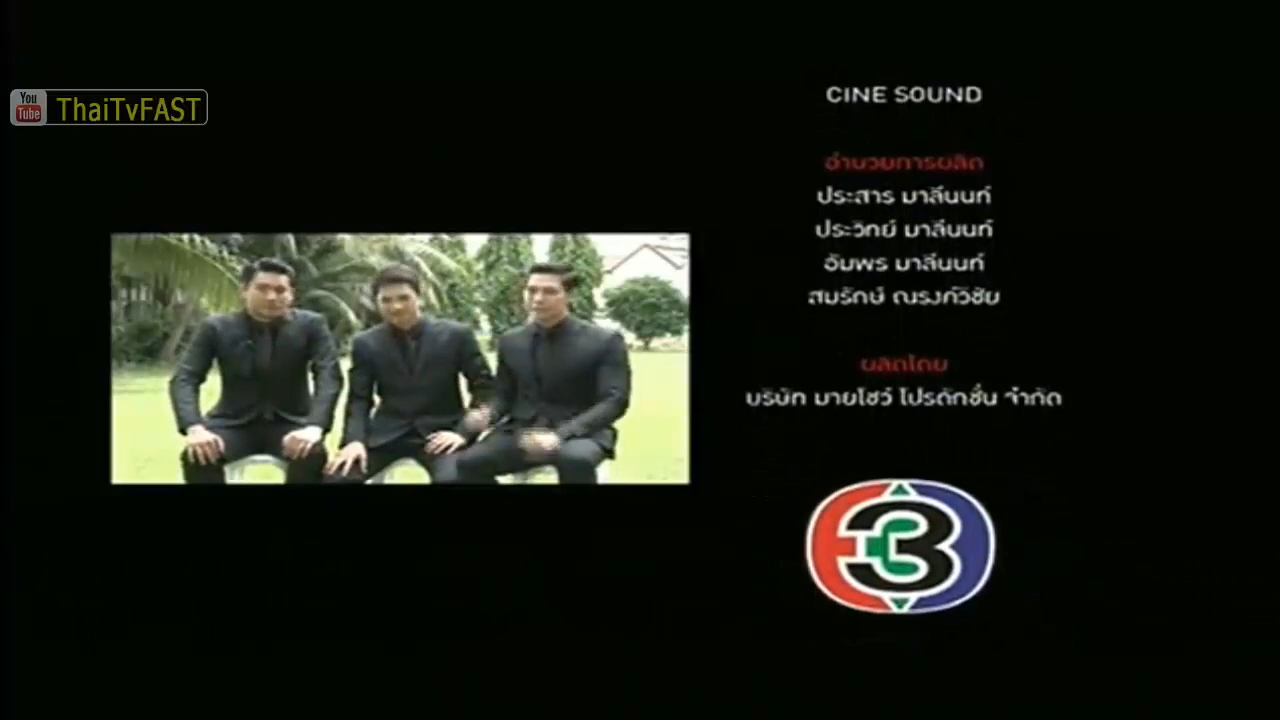 You
Tube
ThaiTvFAST
CINE SOUND
อำนวยการผลิต
ประสาร มาลีนนท์
ประวิทย์ มาลีนนท์
อัมพร มาลีนนท์
สมรักษ์ ณรงค์วิชัย
ผลิตโดย
บริษัท มายโชว์ โปรดักชั่น จำกัด
3